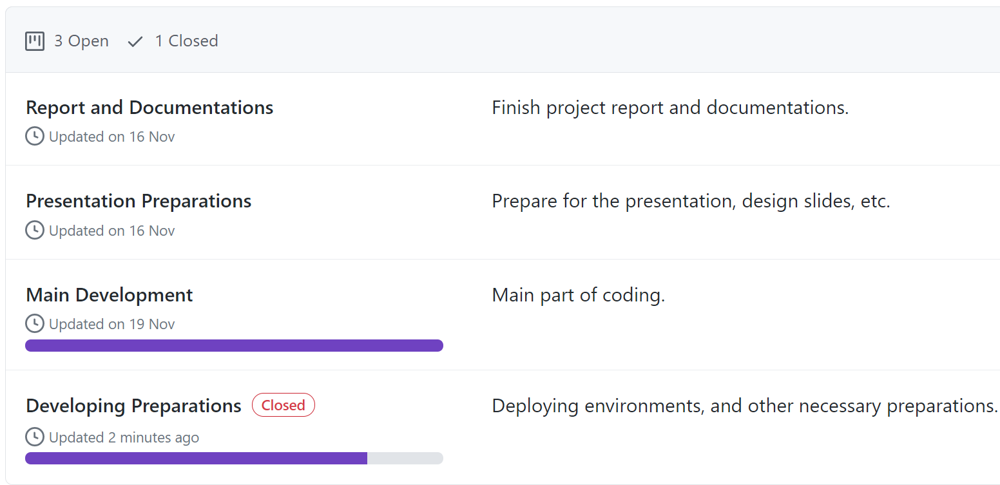 3 Open 1 Closed
Report and Documentations
Finish project report and documentations.
Updated on 16 Nov
Presentation Preparations
Prepare for the presentation, design slides, etc.
Updated on 16 Nov
Main Development
Main part of coding.
Updated on 19 Nov
Developing Preparations Closed
Deploying environments, and other necessary preparations.
Updated 2 minutes ago